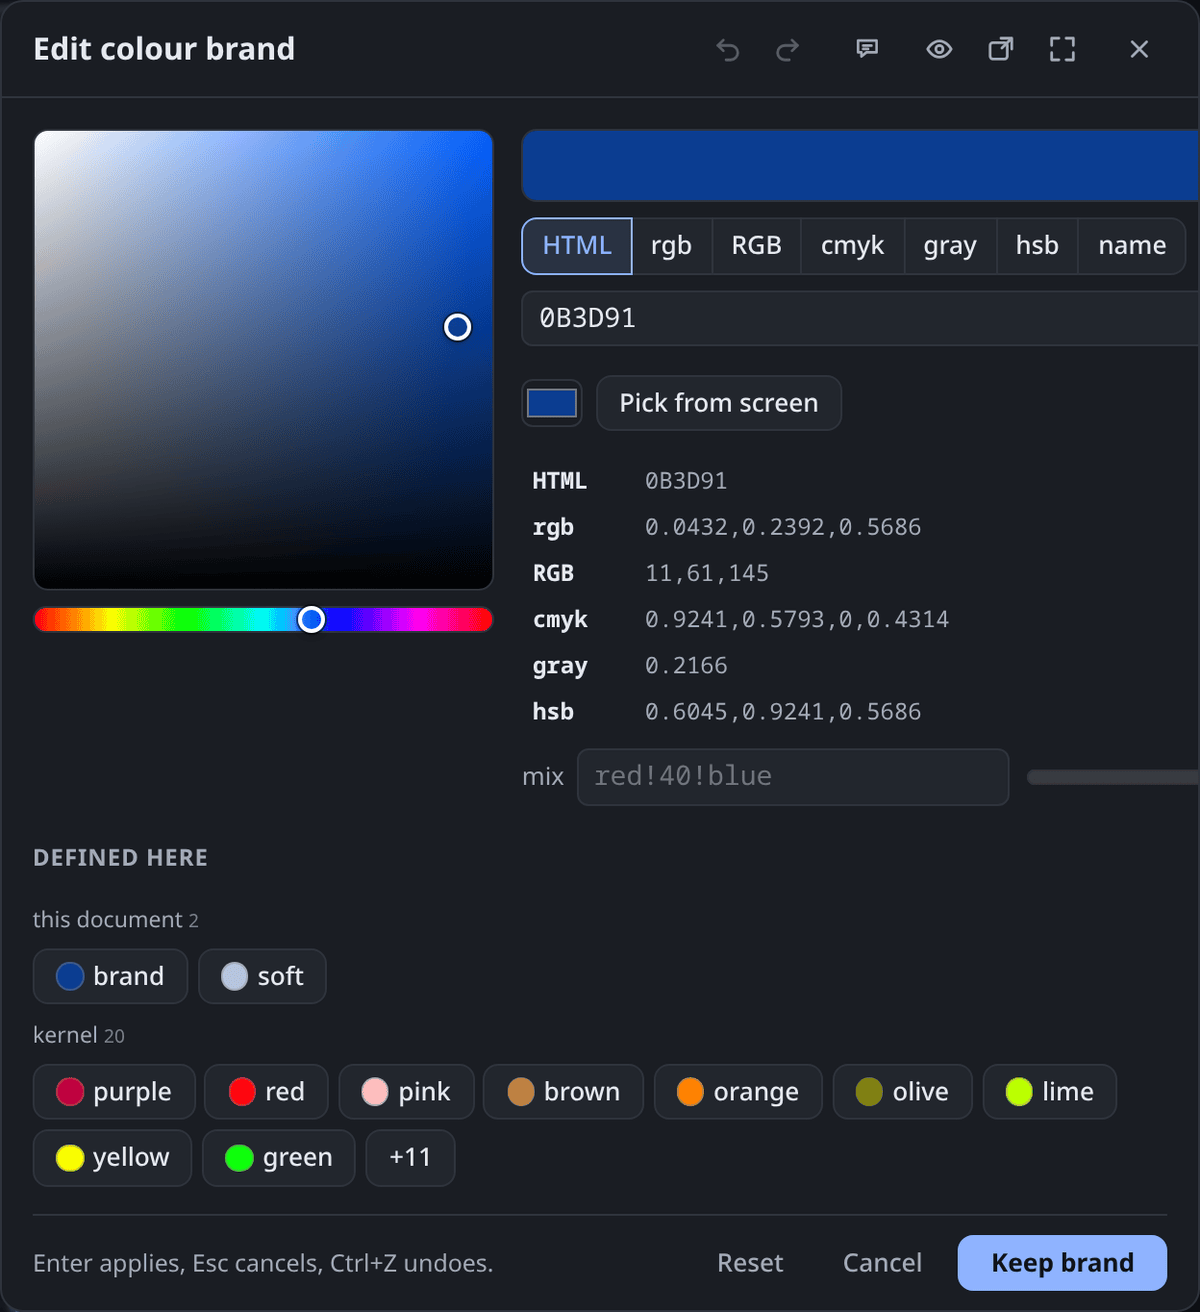 Edit colour brand
HTML rgb RGB cmyk gray hsb name
0B3D91
Pick from screen
HTML 0B3D91
rgb 0.0432,0.2392,0.5686
RGB 11,61,145
cmyk 0.9241,0.5793,0,0.4314
gray 0.2166
hsb 0.6045,0.9241,0.5686
mix red!40!blue
DEFINED HERE
this document 2
brand soft
kernel 20
purple red pink brown orange olive lime
yellow green +11
Enter applies, Esc cancels, Ctrl+Z undoes. Reset Cancel Keep brand